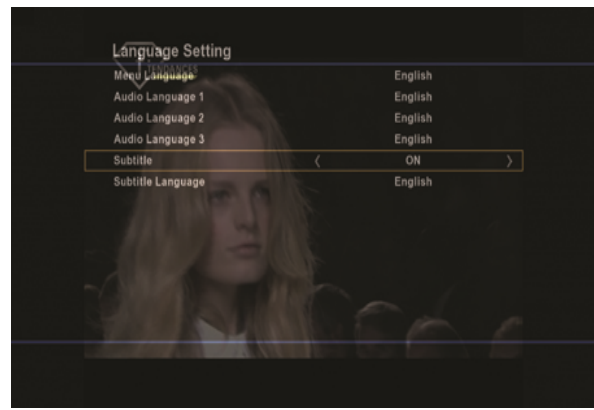 Language Setting
TENDANCES
Menu Language English
Audio Language 1 English
Audio Language 2 English
Audio Language 3 English
Subtitle ON
Subtitle Language English